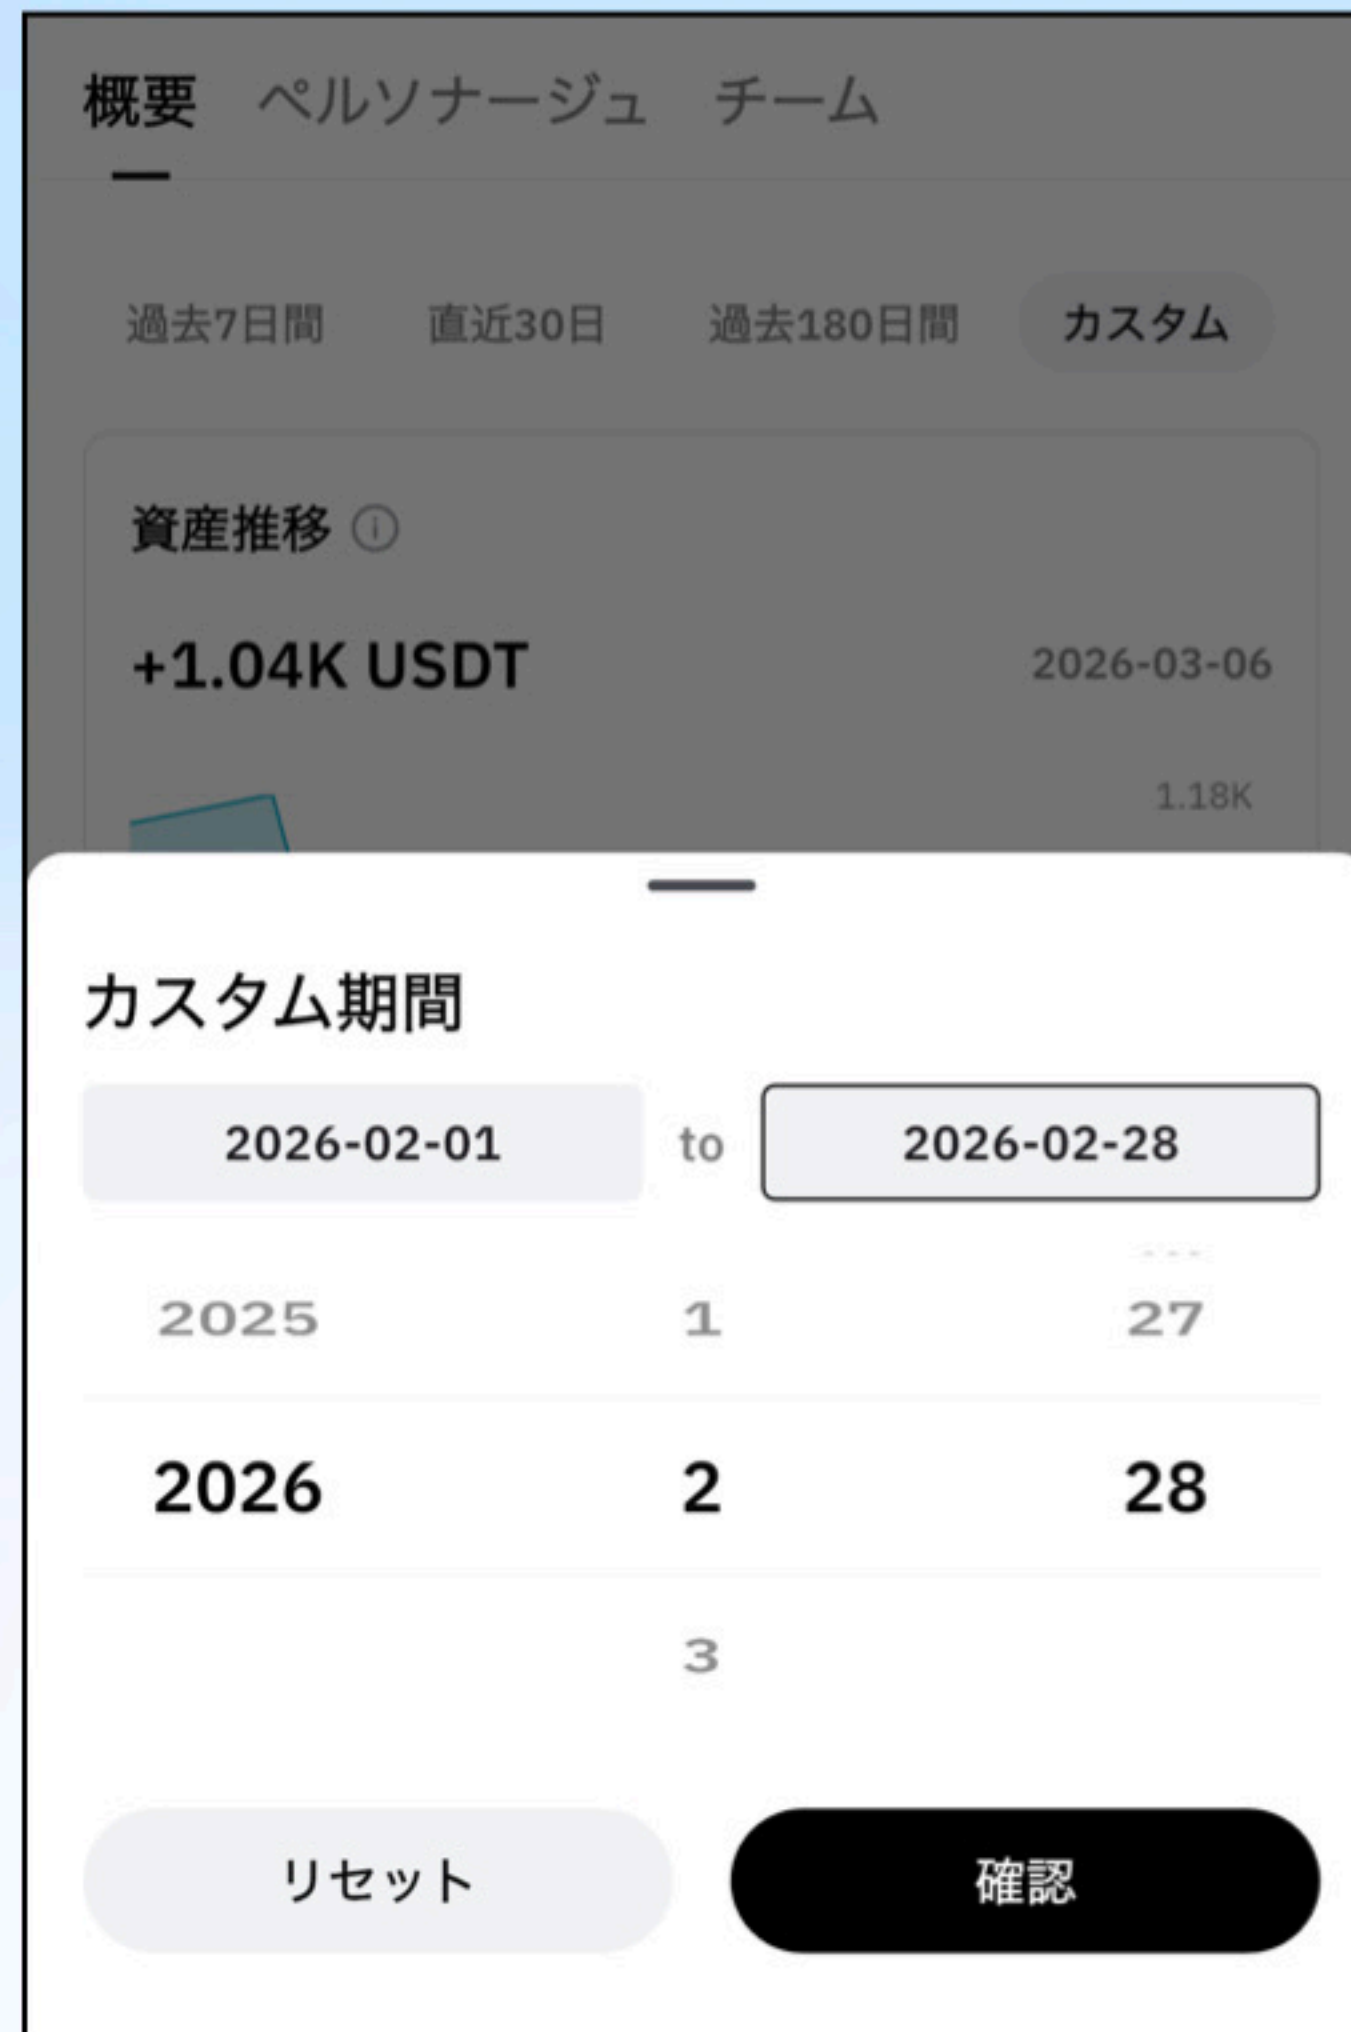 概要 ペルソナージュ チーム
過去7日間 直近30日 過去180日間 カスタム
資産推移
+1.04K USDT 2026-03-06
1.18K
カスタム期間
2026-02-01 to 2026-02-28
2025 1 27
2026 2 28
3
リセット 確認